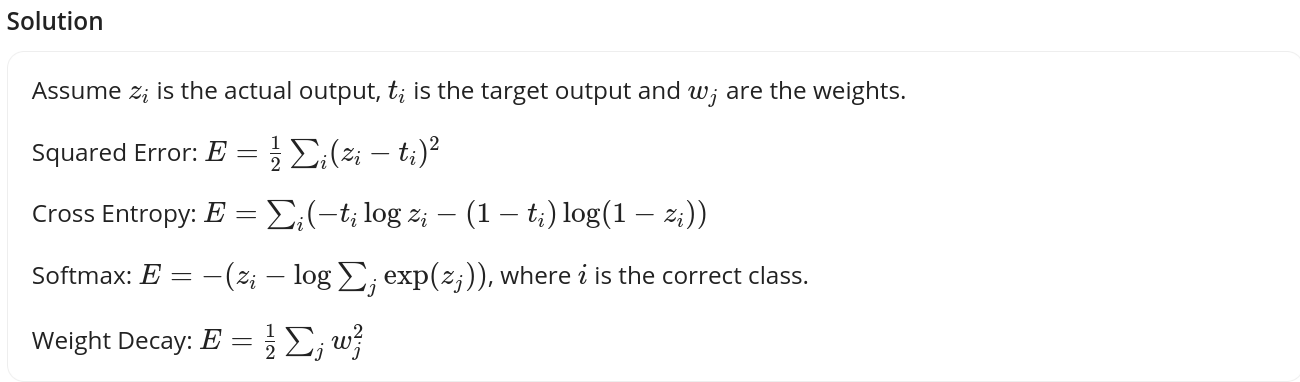 Solution
Assume $z_i$ is the actual output, $t_i$ is the target output and $w_j$ are the weights.
Squared Error: $E = \frac{1}{2} \sum_i (z_i - t_i)^2$
Cross Entropy: $E = \sum_i (-t_i \log z_i - (1 - t_i) \log(1 - z_i))$
Softmax: $E = -(z_i - \log \sum_j \exp(z_j))$, where $i$ is the correct class.
Weight Decay: $E = \frac{1}{2} \sum_j w_j^2$